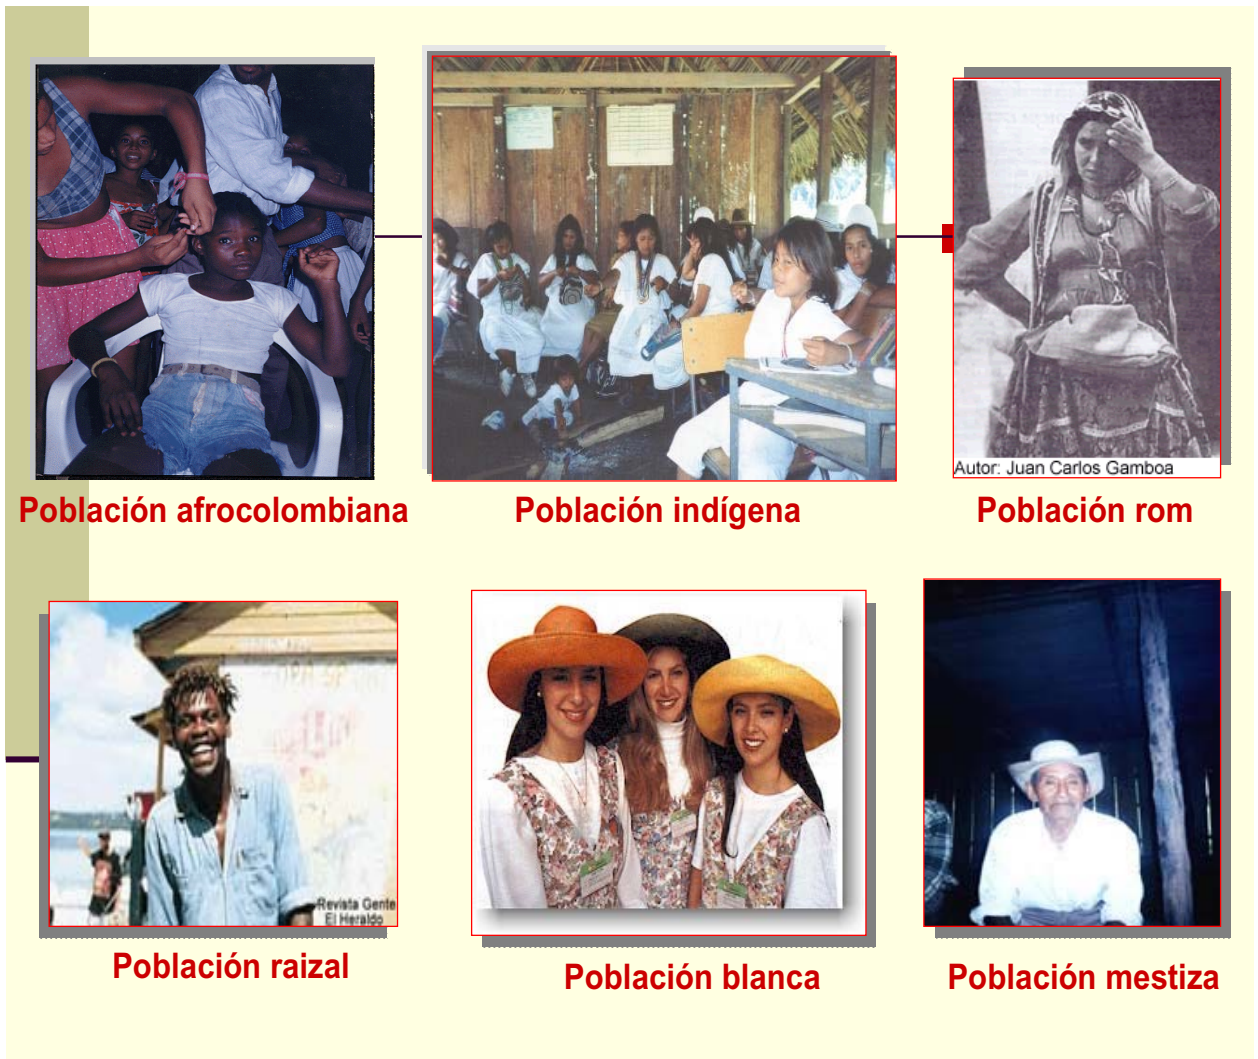 Autor: Juan Carlos Gamboa
Población afrocolombiana
Población indígena
Población rom
Revista Gente
El Heraldo
Población raizal
Población blanca
Población mestiza